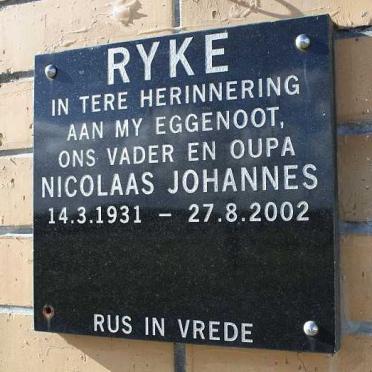 RYKE
IN TERE HERINNERING
AAN MY EGGENOOT,
ONS VADER EN OUPA
NICOLAAS JOHANNES
14.3.1931 – 27.8.2002
RUS IN VREDE